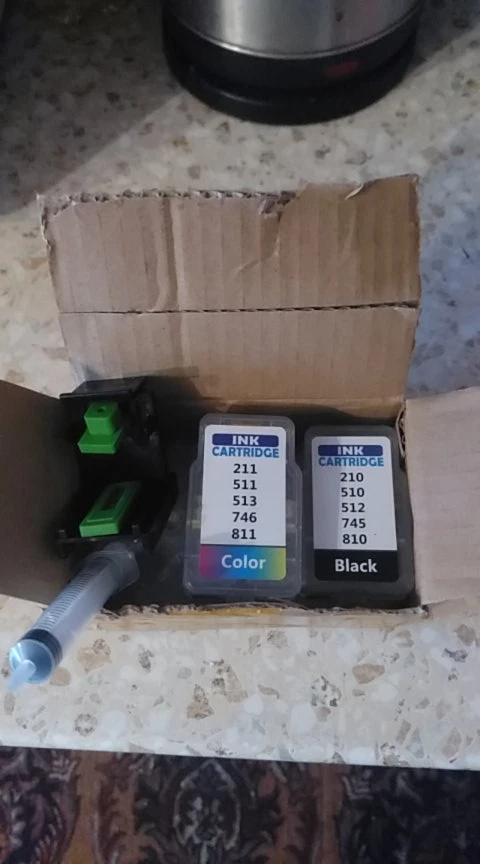 INK
CARTRIDGE
211
511
513
746
811
Color
INK
CARTRIDGE
210
510
512
745
810
Black